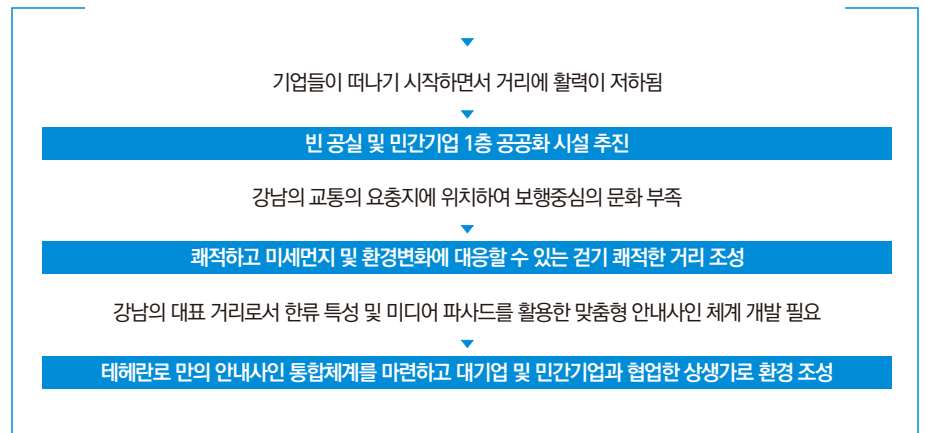 기업들이 떠나기 시작하면서 거리에 활력이 저하됨
빈 공실 및 민간기업 1층 공공화 시설 추진
강남의 교통의 요충지에 위치하여 보행중심의 문화 부족
쾌적하고 미세먼지 및 환경변화에 대응할 수 있는 걷기 쾌적한 거리 조성
강남의 대표 거리로서 한류 특성 및 미디어 파사드를 활용한 맞춤형 안내사인 체계 개발 필요
테헤란로 만의 안내사인 통합체계를 마련하고 대기업 및 민간기업과 협업한 상생가로 환경 조성